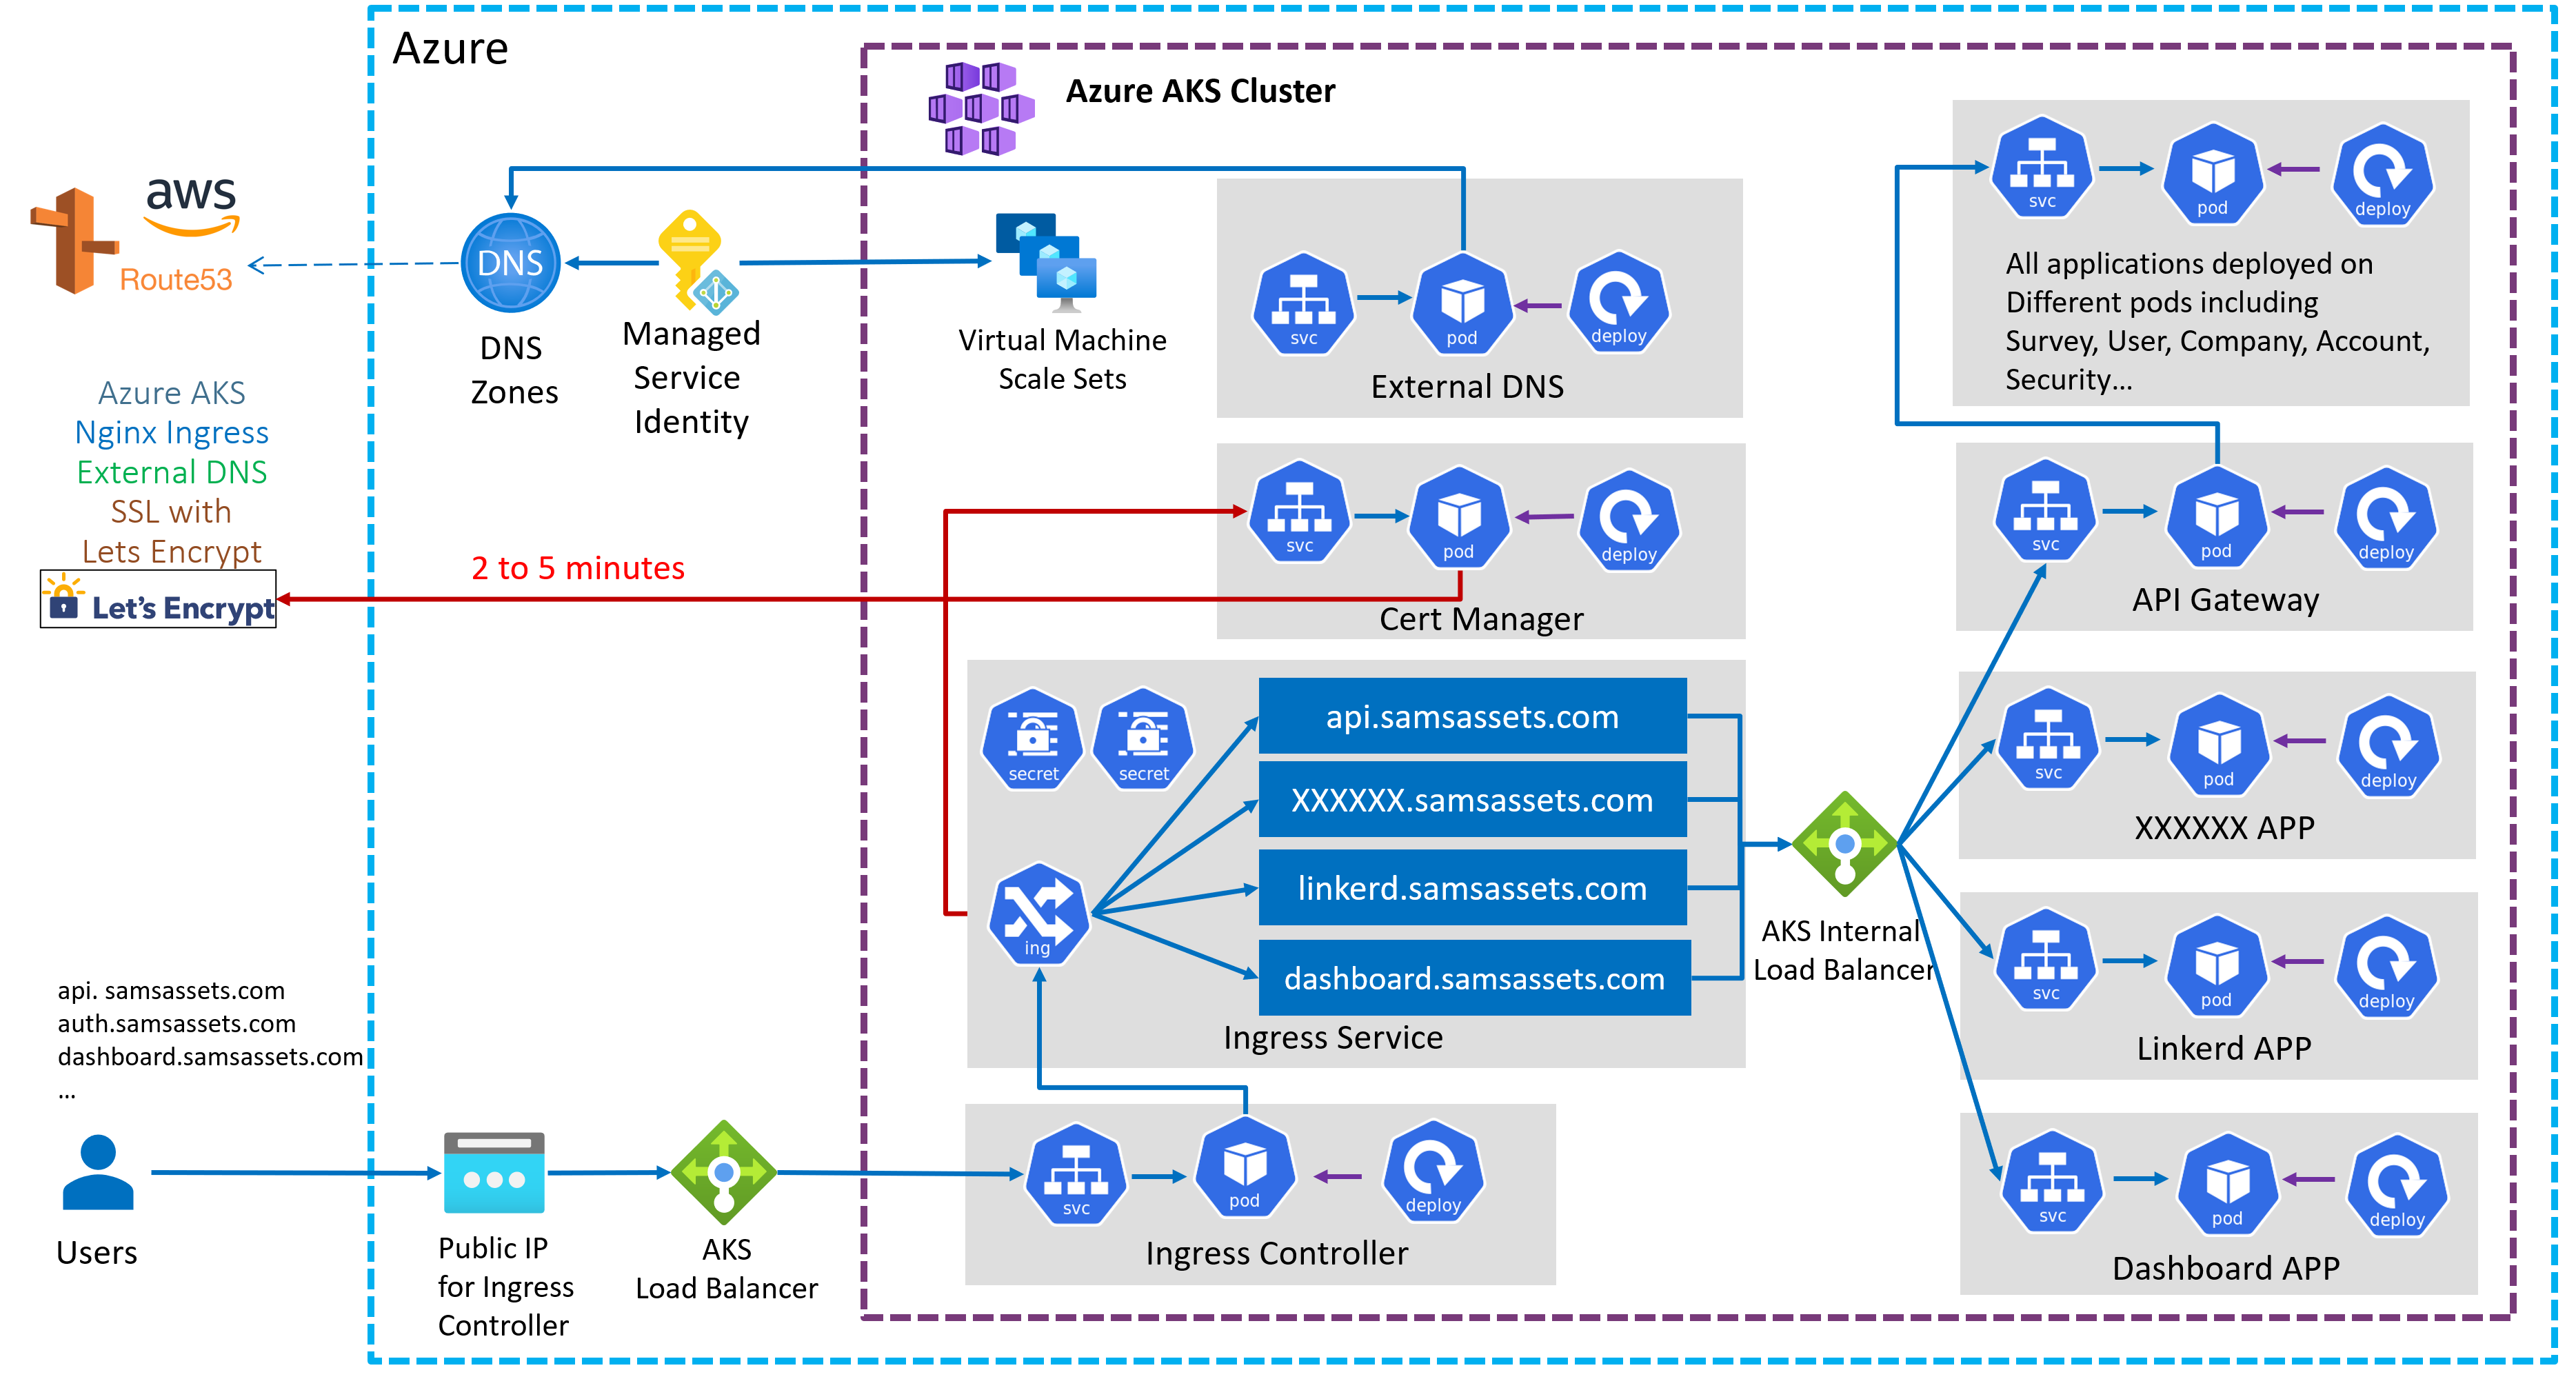 Azure
Azure AKS Cluster
aws
Route53
DNS
DNS
Zones
Managed
Service
Identity
Virtual Machine
Scale Sets
svc
pod
deploy
External DNS
svc
pod
deploy
All applications deployed on
Different pods including
Survey, User, Company, Account,
Security...
Azure AKS
Nginx Ingress
External DNS
SSL with
Lets Encrypt
Let's Encrypt
2 to 5 minutes
svc
pod
deploy
Cert Manager
svc
pod
deploy
API Gateway
secret
secret
ing
api.samsassets.com
XXXXXX.samsassets.com
linkerd.samsassets.com
dashboard.samsassets.com
Ingress Service
AKS Internal
Load Balancer
svc
pod
deploy
XXXXXX APP
svc
pod
deploy
Linkerd APP
svc
pod
deploy
Dashboard APP
api. samsassets.com
auth.samsassets.com
dashboard.samsassets.com
...
Users
Public IP
for Ingress
Controller
AKS
Load Balancer
svc
pod
deploy
Ingress Controller